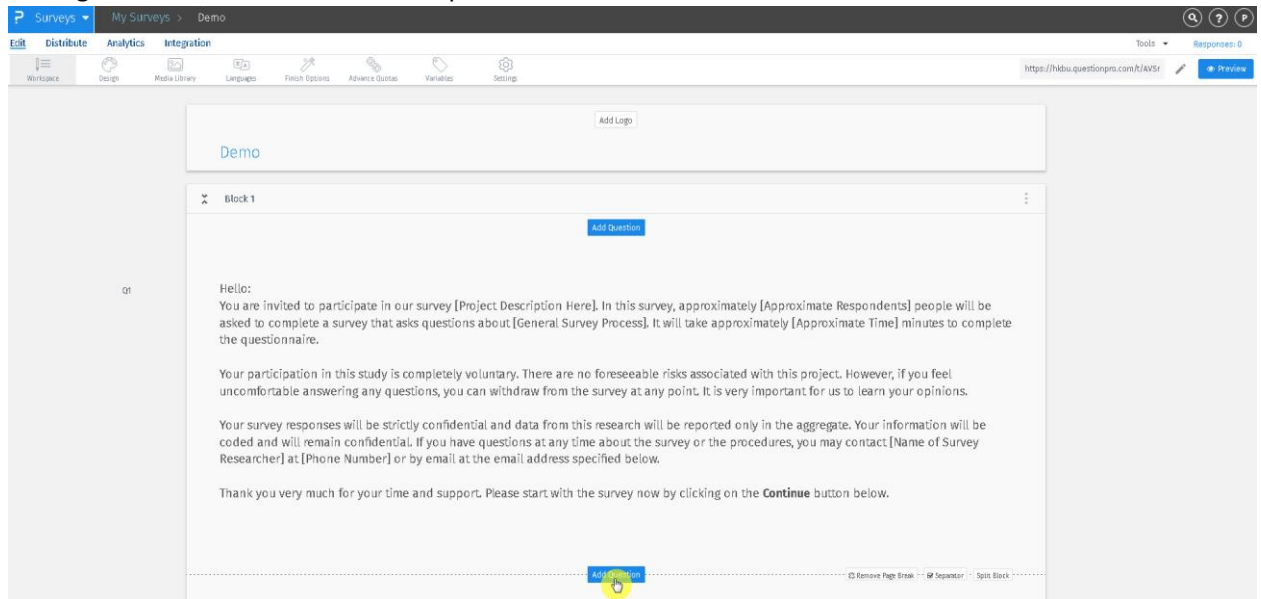 Surveys
My Surveys > Demo
Edit Distribute Analytics Integration
Tools Responses: 0
Workspace Design Media Library Languages Finish Options Advance Quotas Variables Settings
https://hkbu.questionpro.com/t/AVSr Preview
Add Logo
Demo
Block 1
Add Question
Q1
Hello:
You are invited to participate in our survey [Project Description Here]. In this survey, approximately [Approximate Respondents] people will be
asked to complete a survey that asks questions about [General Survey Process]. It will take approximately [Approximate Time] minutes to complete
the questionnaire.
Your participation in this study is completely voluntary. There are no foreseeable risks associated with this project. However, if you feel
uncomfortable answering any questions, you can withdraw from the survey at any point. It is very important for us to learn your opinions.
Your survey responses will be strictly confidential and data from this research will be reported only in the aggregate. Your information will be
coded and will remain confidential. If you have questions at any time about the survey or the procedures, you may contact [Name of Survey
Researcher] at [Phone Number] or by email at the email address specified below.
Thank you very much for your time and support. Please start with the survey now by clicking on the Continue button below.
Add Question Remove Page Break Separator Split Block